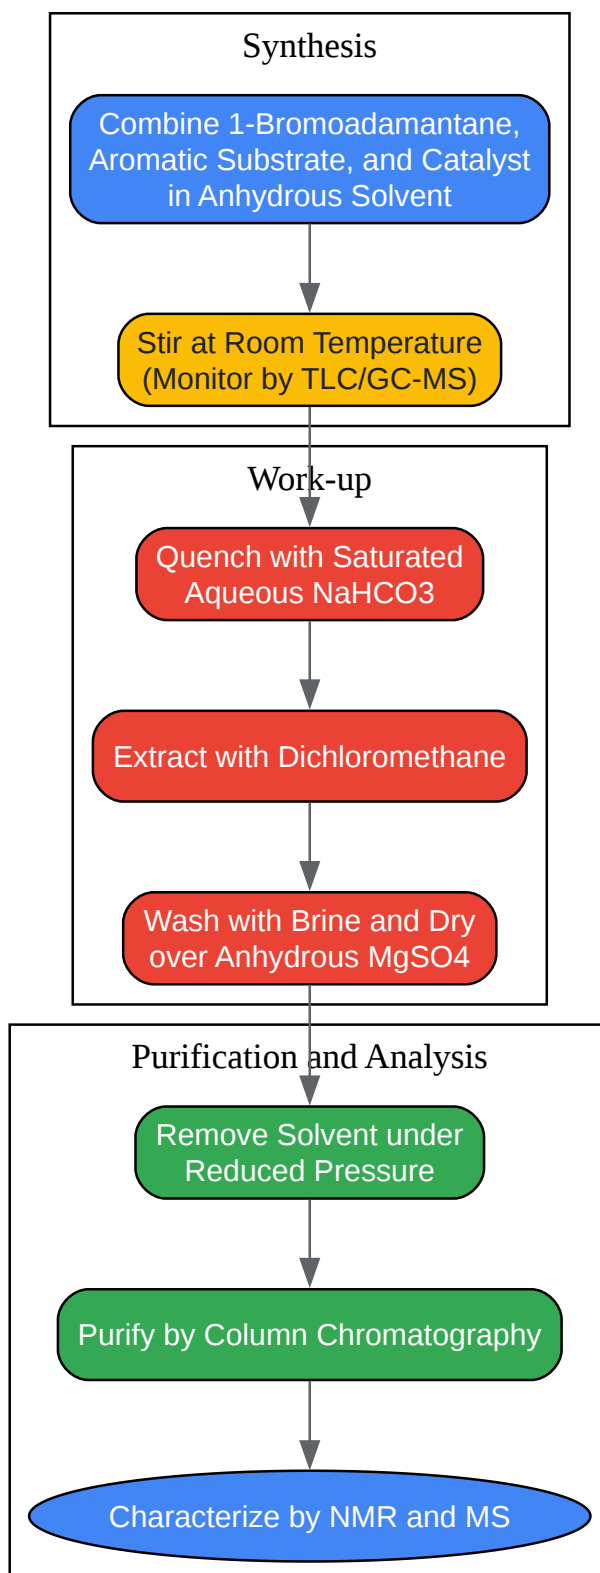 Synthesis
Combine 1-Bromoadamantane,
Aromatic Substrate, and Catalyst
in Anhydrous Solvent
Stir at Room Temperature
(Monitor by TLC/GC-MS)
Work-up
Quench with Saturated
Aqueous NaHCO3
Extract with Dichloromethane
Wash with Brine and Dry
over Anhydrous MgSO4
Purification and Analysis
Remove Solvent under
Reduced Pressure
Purify by Column Chromatography
Characterize by NMR and MS